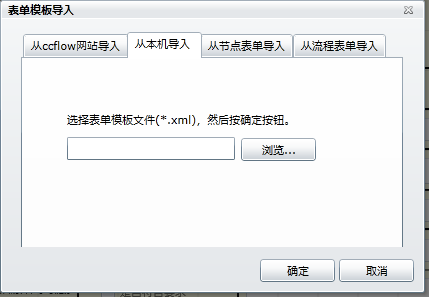 表单模板导入
从ccflow网站导入 从本机导入 从节点表单导入 从流程表单导入
选择表单模板文件(*.xml)，然后按确定按钮。
浏览...
确定 取消